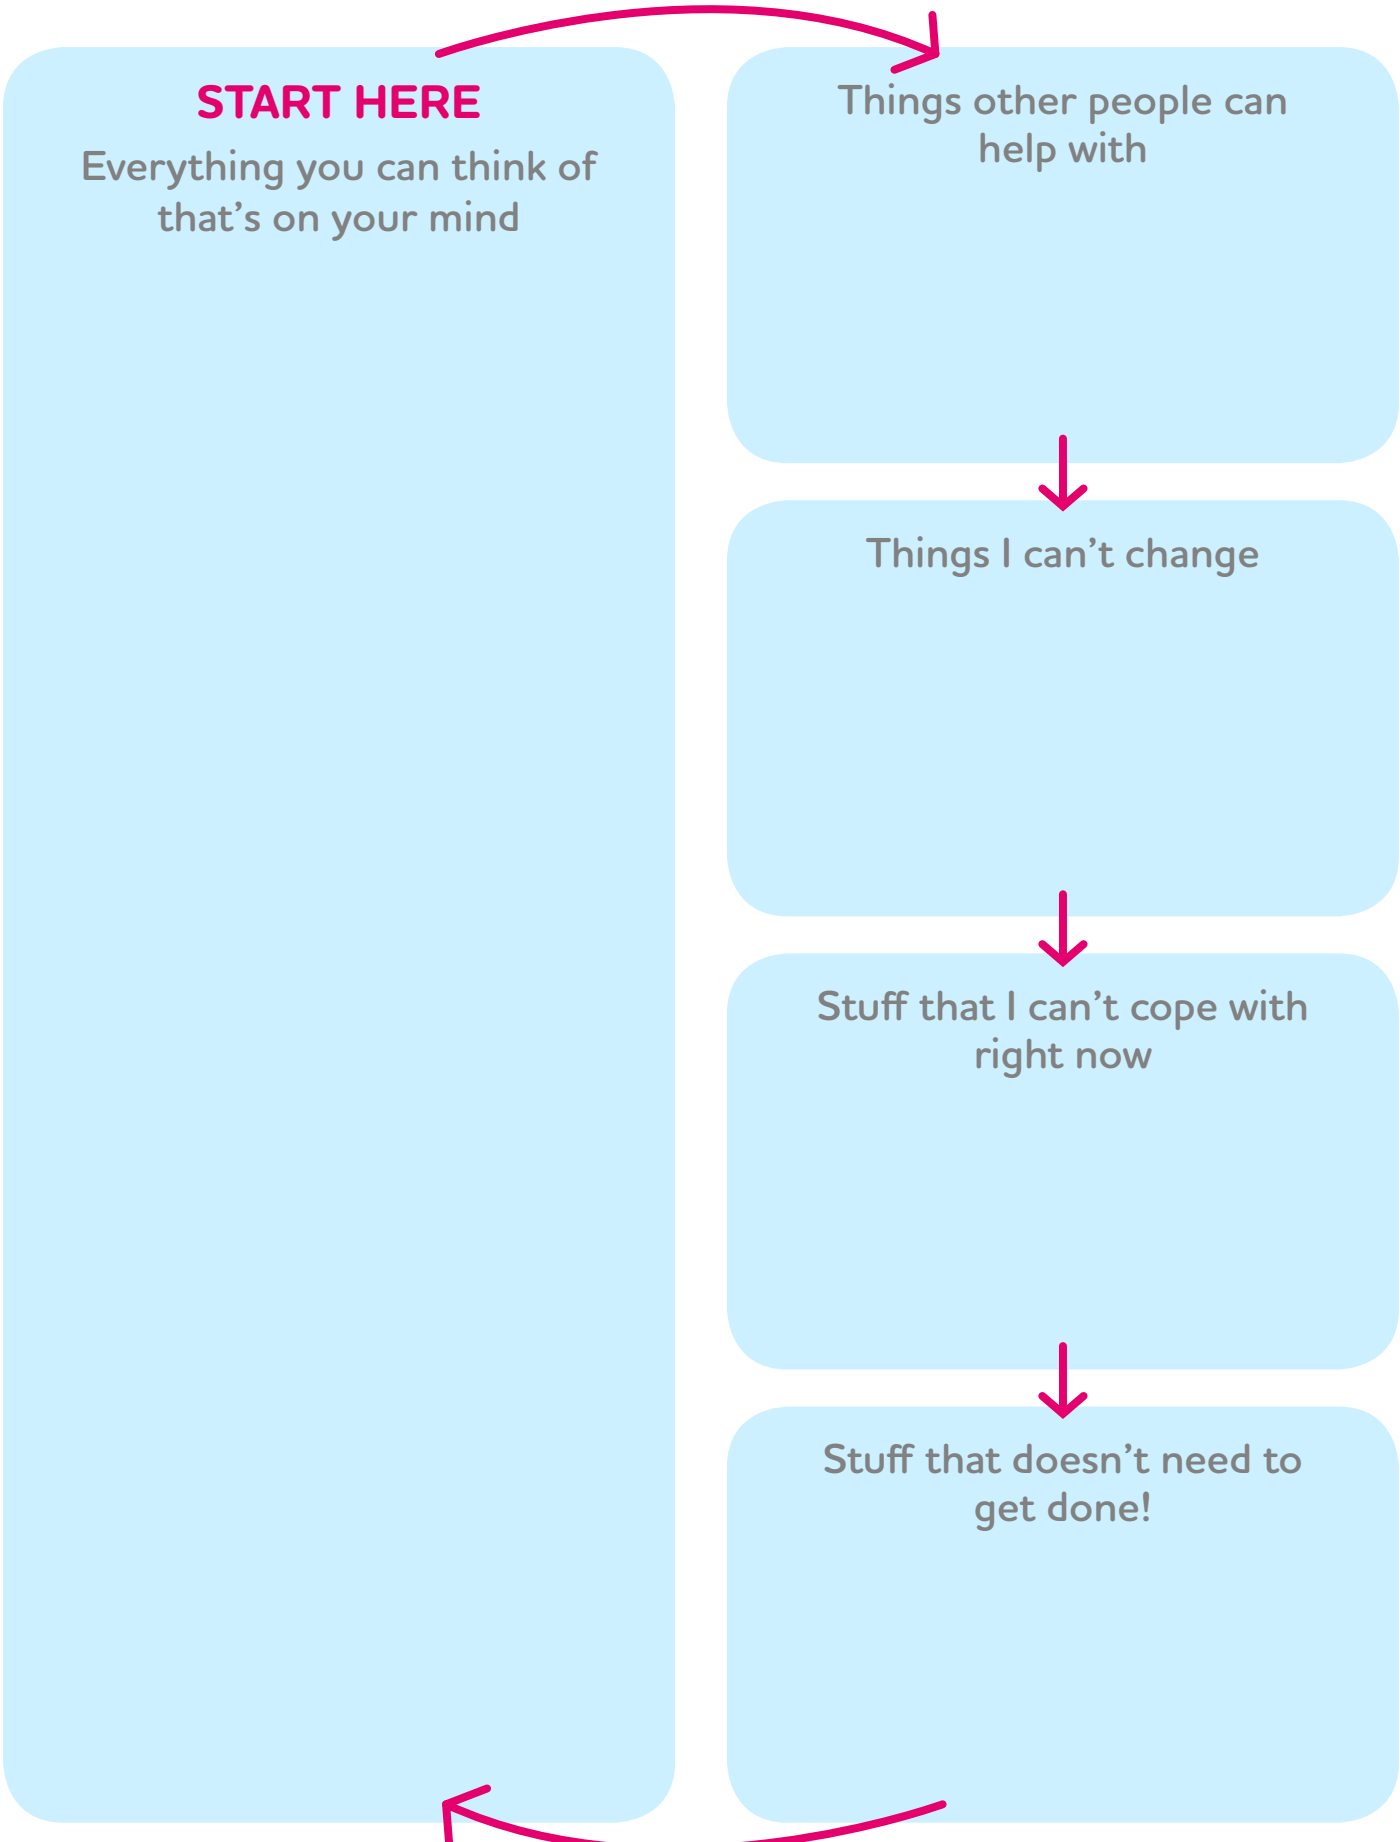 START HERE
Everything you can think of
that’s on your mind
Things other people can
help with
Things I can’t change
Stuff that I can’t cope with
right now
Stuff that doesn’t need to
get done!